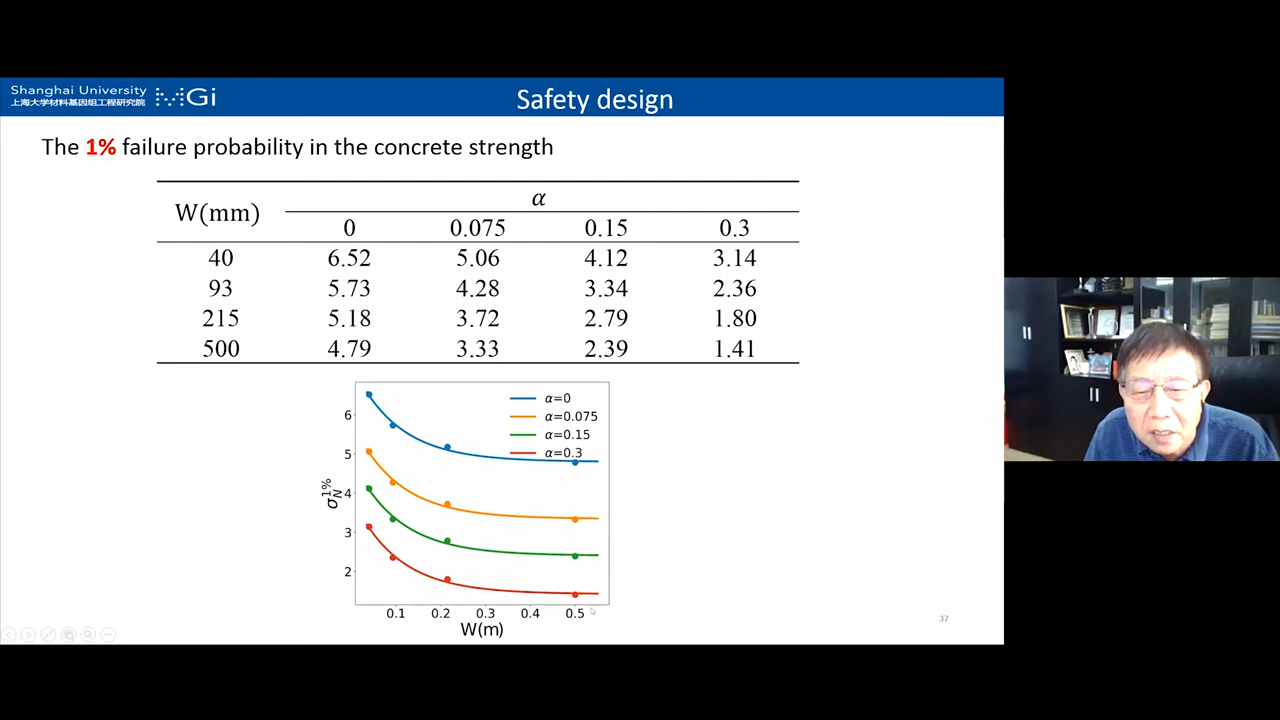 Shanghai University
上海大学材料基因组工程研究院
MGi
Safety design
The 1% failure probability in the concrete strength
W(mm) α
0 0.075 0.15 0.3
40 6.52 5.06 4.12 3.14
93 5.73 4.28 3.34 2.36
215 5.18 3.72 2.79 1.80
500 4.79 3.33 2.39 1.41
α=0
α=0.075
α=0.15
α=0.3
6
5
4
3
2
σ_N^1%
0.1 0.2 0.3 0.4 0.5
W(m)
37